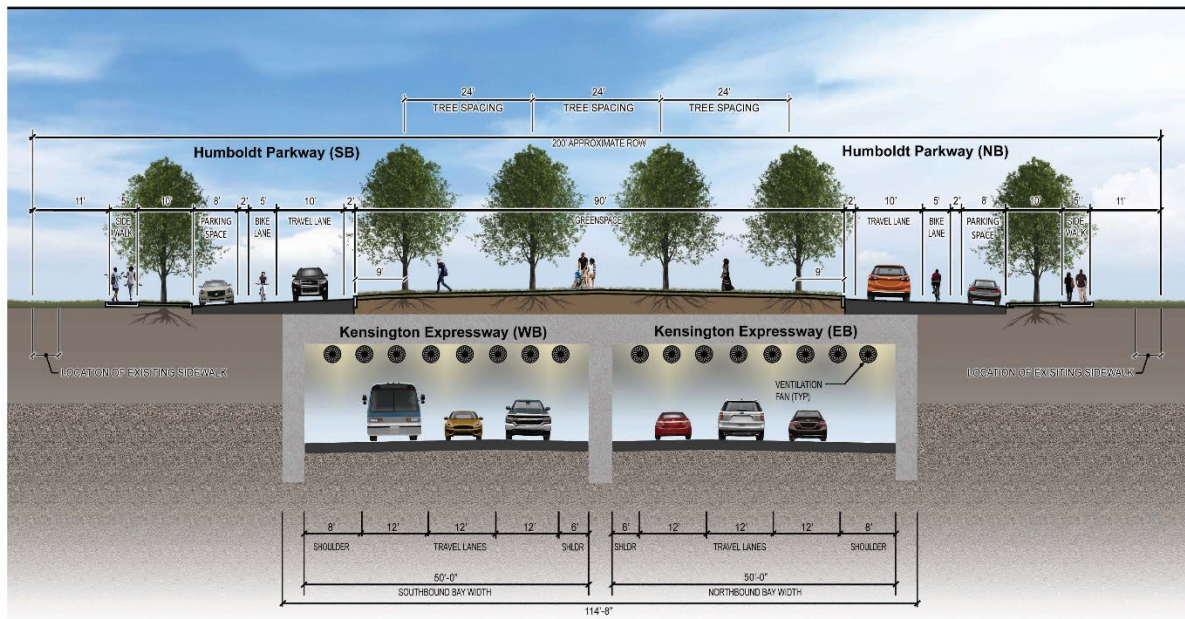 24' 24' 24'
TREE SPACING TREE SPACING TREE SPACING
200' APPROXIMATE ROW
Humboldt Parkway (SB) Humboldt Parkway (NB)
11' 5' 10' 8' 2' 5' 10' 2' 90' 2' 10' 5' 2' 8' 10' 5' 11'
SIDE WALK PARKING SPACE BIKE LANE TRAVEL LANE GREENSPACE TRAVEL LANE BIKE LANE PARKING SPACE SIDE WALK
9' 9'
Kensington Expressway (WB) Kensington Expressway (EB)
LOCATION OF EXISITING SIDEWALK LOCATION OF EXISITING SIDEWALK
VENTILATION
FAN (TYP)
8' 12' 12' 12' 6' 6' 12' 12' 12' 8'
SHOULDER TRAVEL LANES SHLDR SHLDR TRAVEL LANES SHOULDER
50'-0" 50'-0"
SOUTHBOUND BAY WIDTH NORTHBOUND BAY WIDTH
114'-8"